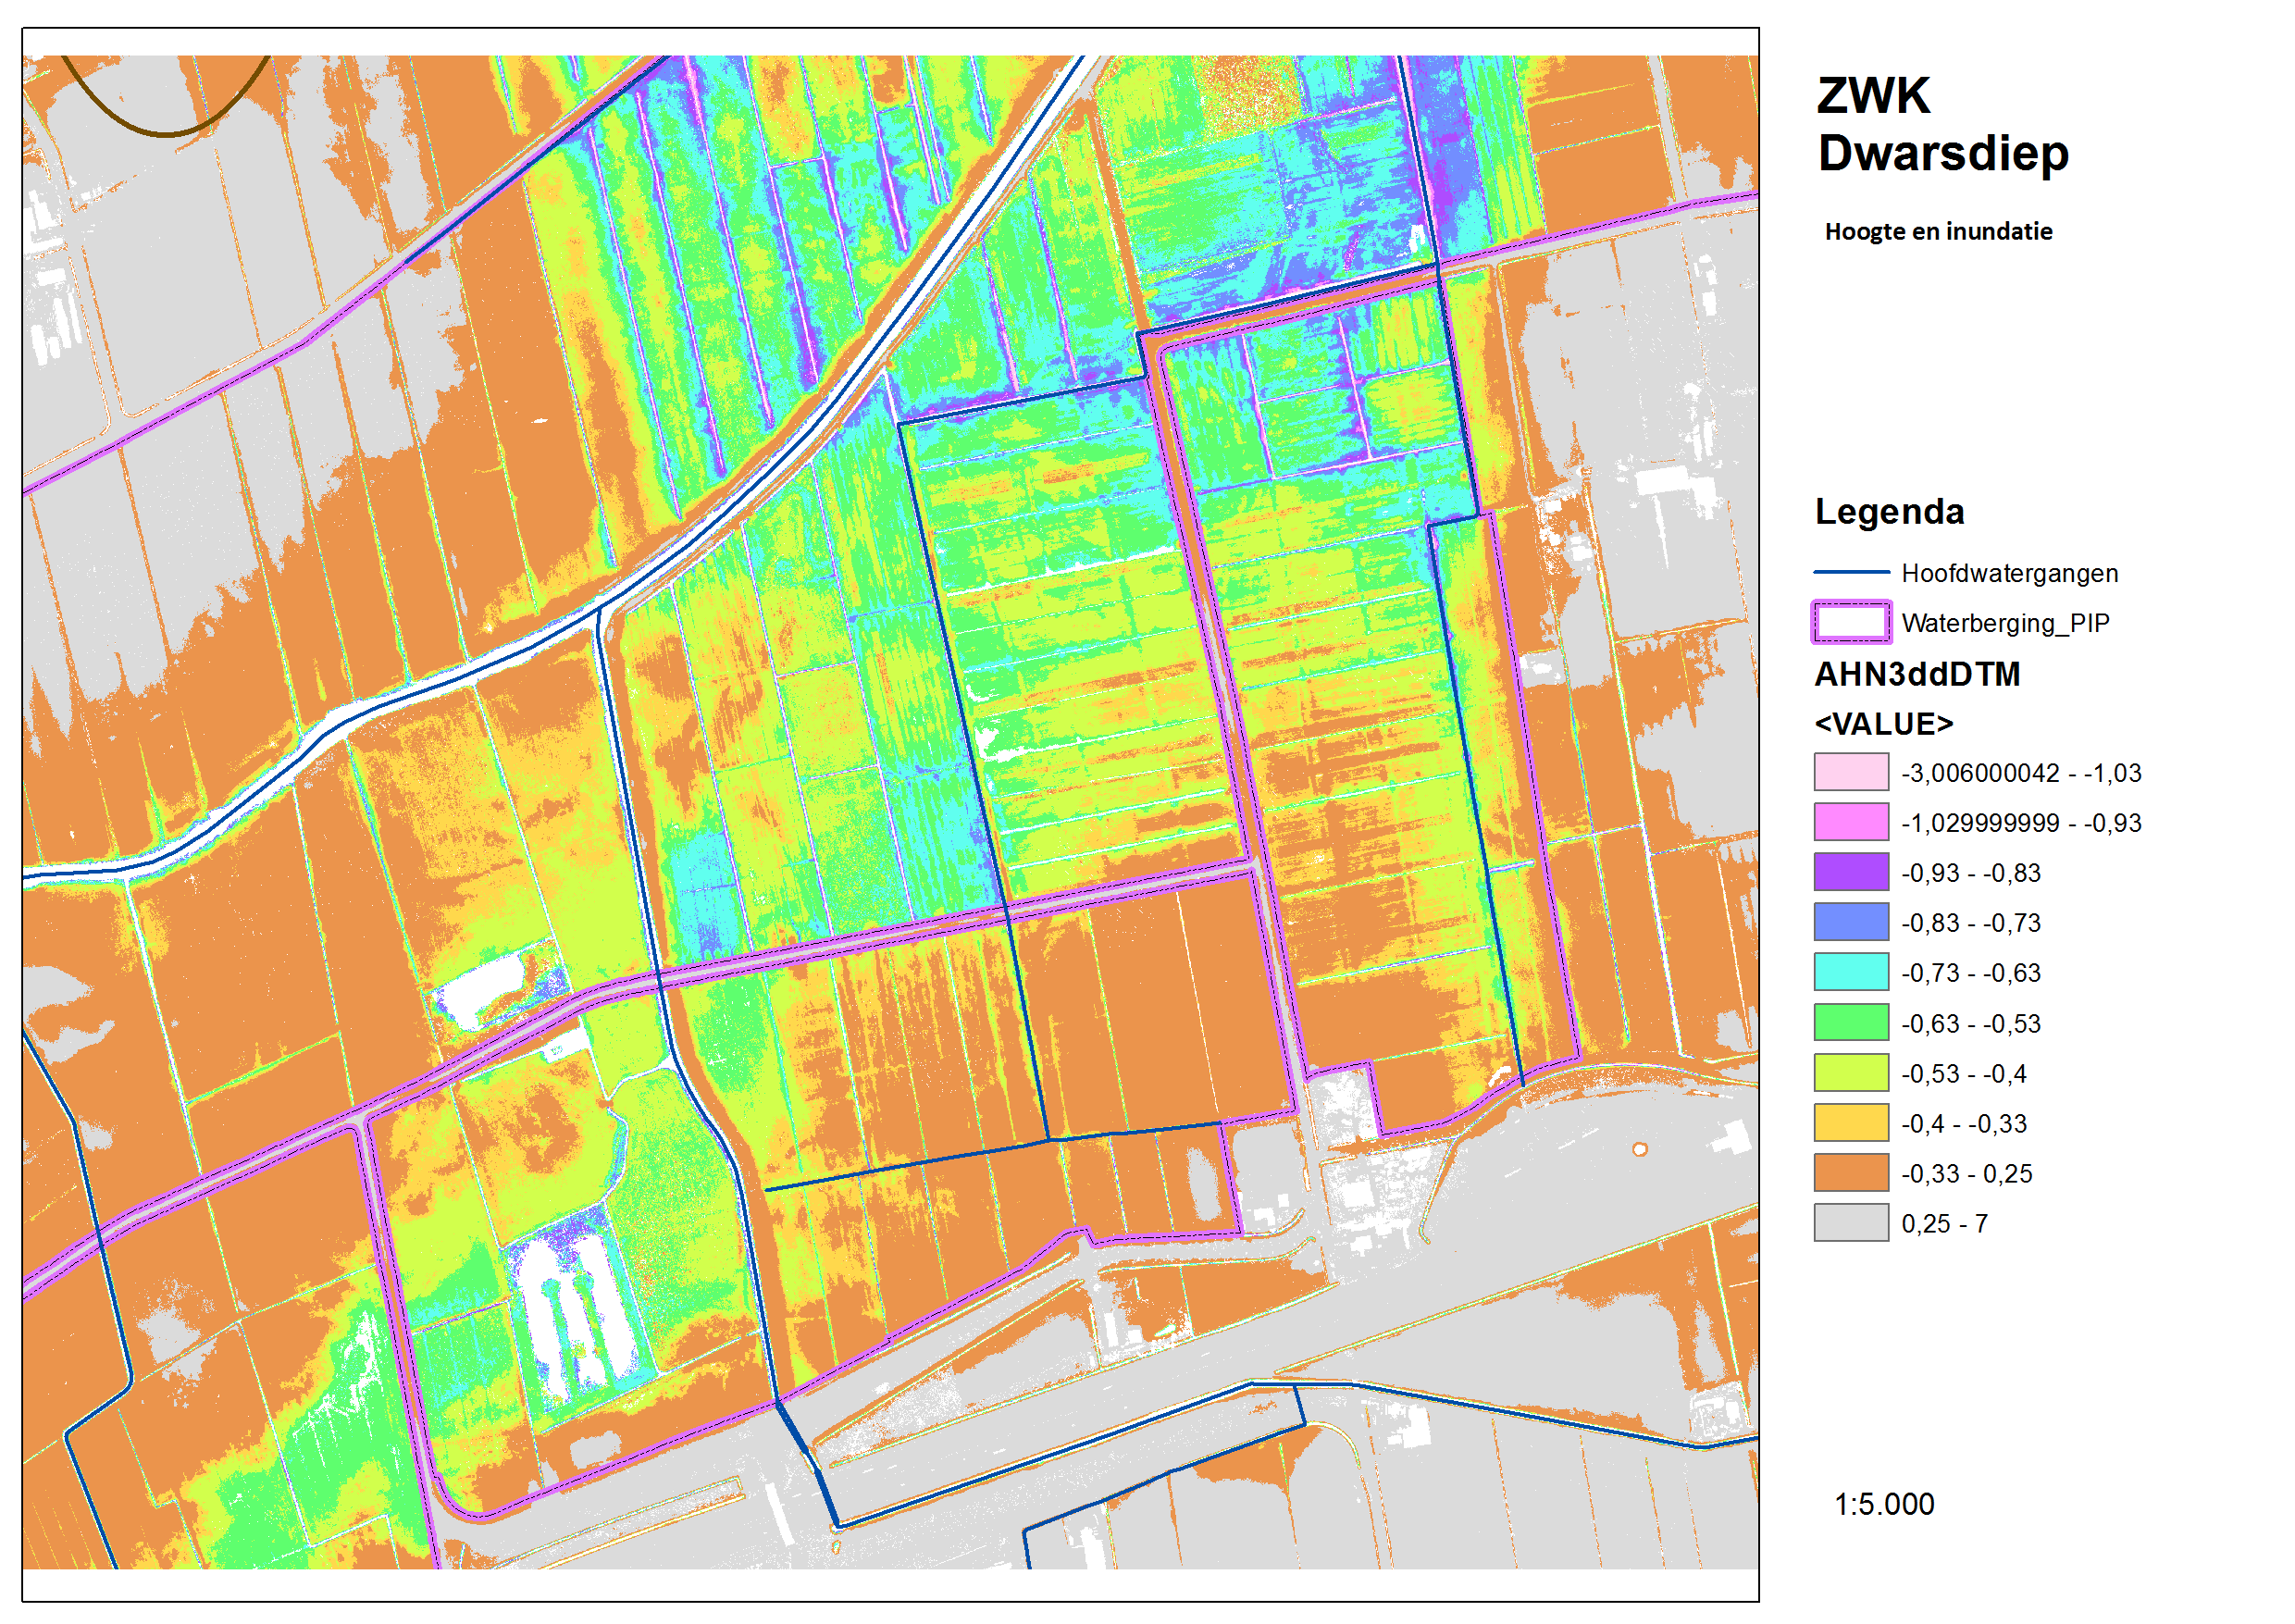 ZWK
Dwarsdiep
Hoogte en inundatie
Legenda
Hoofdwatergangen
Waterberging_PIP
AHN3ddDTM
<VALUE>
-3,006000042 - -1,03
-1,029999999 - -0,93
-0,93 - -0,83
-0,83 - -0,73
-0,73 - -0,63
-0,63 - -0,53
-0,53 - -0,4
-0,4 - -0,33
-0,33 - 0,25
0,25 - 7
1:5.000